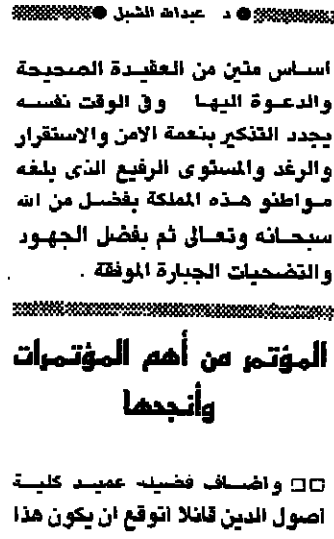 د. عبدالله الشبل
أساس متين من العقيدة الصحيحة
والدعوة اليها وفي الوقت نفسه
يجدد التذكير بنعمة الامن والاستقرار
والرغد والمستوى الرفيع الذي بلغه
مواطنو هذه المملكة بفضل من الله
سبحانه وتعالى ثم بفضل الجهود
والتضحيات الجبارة الموفقة .
المؤتمر من أهم المؤتمرات
وأنجحها
□□ واضاف فضيلة عميد كلية
اصول الدين قائلا اتوقع ان يكون هذا